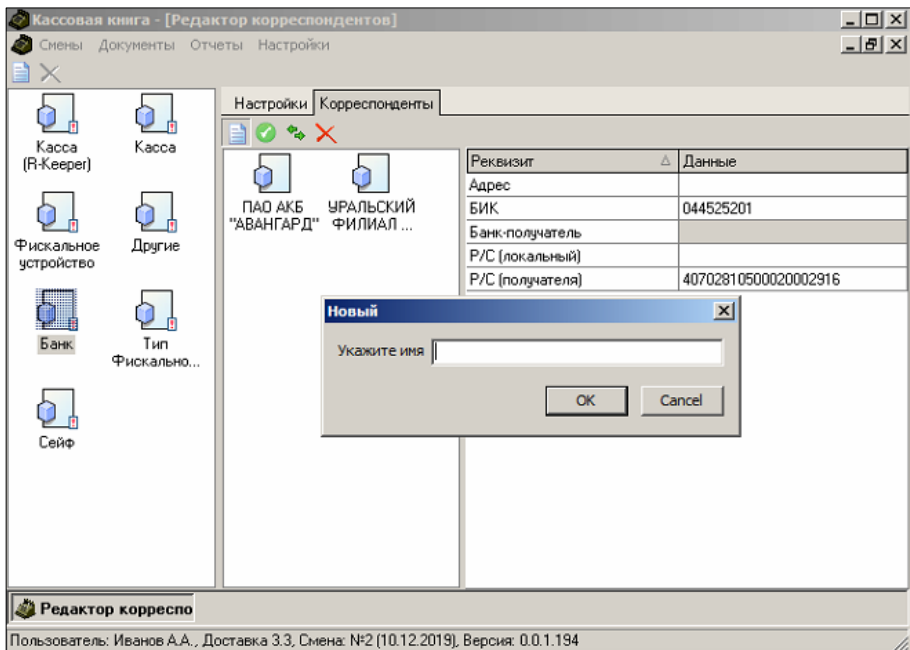 Кассовая книга - [Редактор корреспондентов]
Смены Документы Отчеты Настройки
Касса
(R-Keeper)
Касса
Фискальное
устройство
Другие
Банк
Тип
Фискально...
Сейф
Настройки Корреспонденты
ПАО АКБ
"АВАНГАРД"
УРАЛЬСКИЙ
ФИЛИАЛ ...
Реквизит Данные
Адрес
БИК 044525201
Банк-получатель
Р/С (локальный)
Р/С (получателя) 40702810500020002916
Новый
Укажите имя
OK Cancel
Редактор корреспо
Пользователь: Иванов А.А., Доставка 3.3, Смена: №2 (10.12.2019), Версия: 0.0.1.194